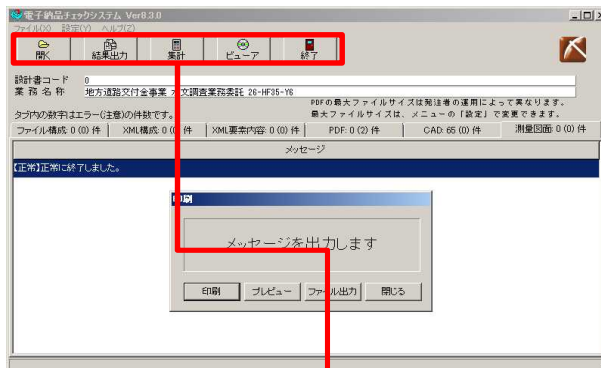 電子納品チェックシステム Ver8.3.0
ファイル(X) 設定(Y) ヘルプ(Z)
開く 結果出力 集計 ビューア 終了
設計書コード 0
業務名称 地方道路交付金事業 水文調査業務委託 26-HF35-Y6
PDFの最大ファイルサイズは発注者の運用によって異なります。
タブ内の数字はエラー(注意)の件数です。 最大ファイルサイズは、メニューの「設定」で変更できます。
ファイル構成: 0 (0) 件 XML構成: 0 (0) 件 XML要素内容: 0 (0) 件 PDF: 0 (2) 件 CAD: 65 (0) 件 測量図面: 0 (0) 件
メッセージ
【正常】正常に終了しました。
印刷
メッセージを出力します
印刷 プレビュー ファイル出力 閉じる